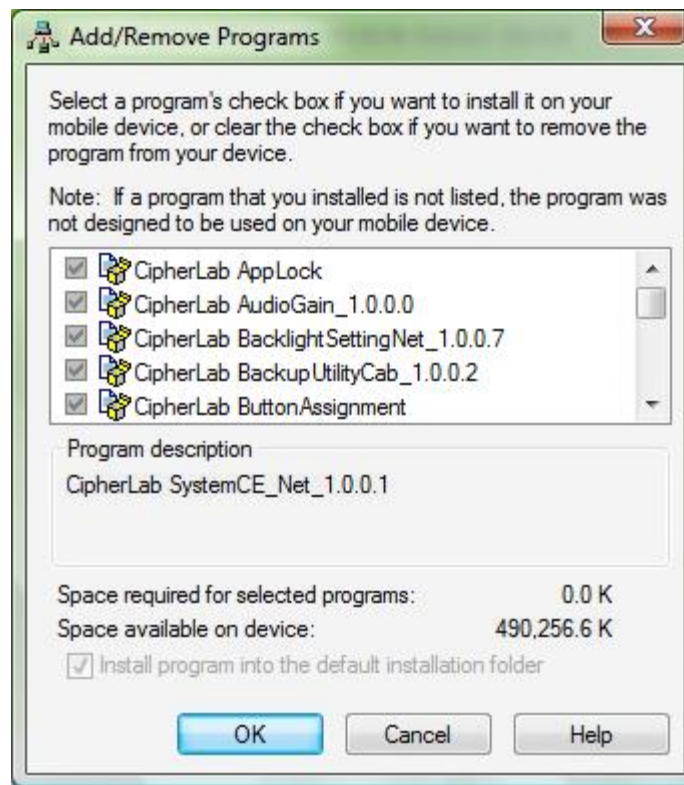 Add/Remove Programs
Select a program's check box if you want to install it on your
mobile device, or clear the check box if you want to remove the
program from your device.
Note: If a program that you installed is not listed, the program was
not designed to be used on your mobile device.
CipherLab AppLock
CipherLab AudioGain_1.0.0.0
CipherLab BacklightSettingNet_1.0.0.7
CipherLab BackupUtilityCab_1.0.0.2
CipherLab ButtonAssignment
Program description
CipherLab SystemCE_Net_1.0.0.1
Space required for selected programs: 0.0 K
Space available on device: 490,256.6 K
Install program into the default installation folder
OK Cancel Help